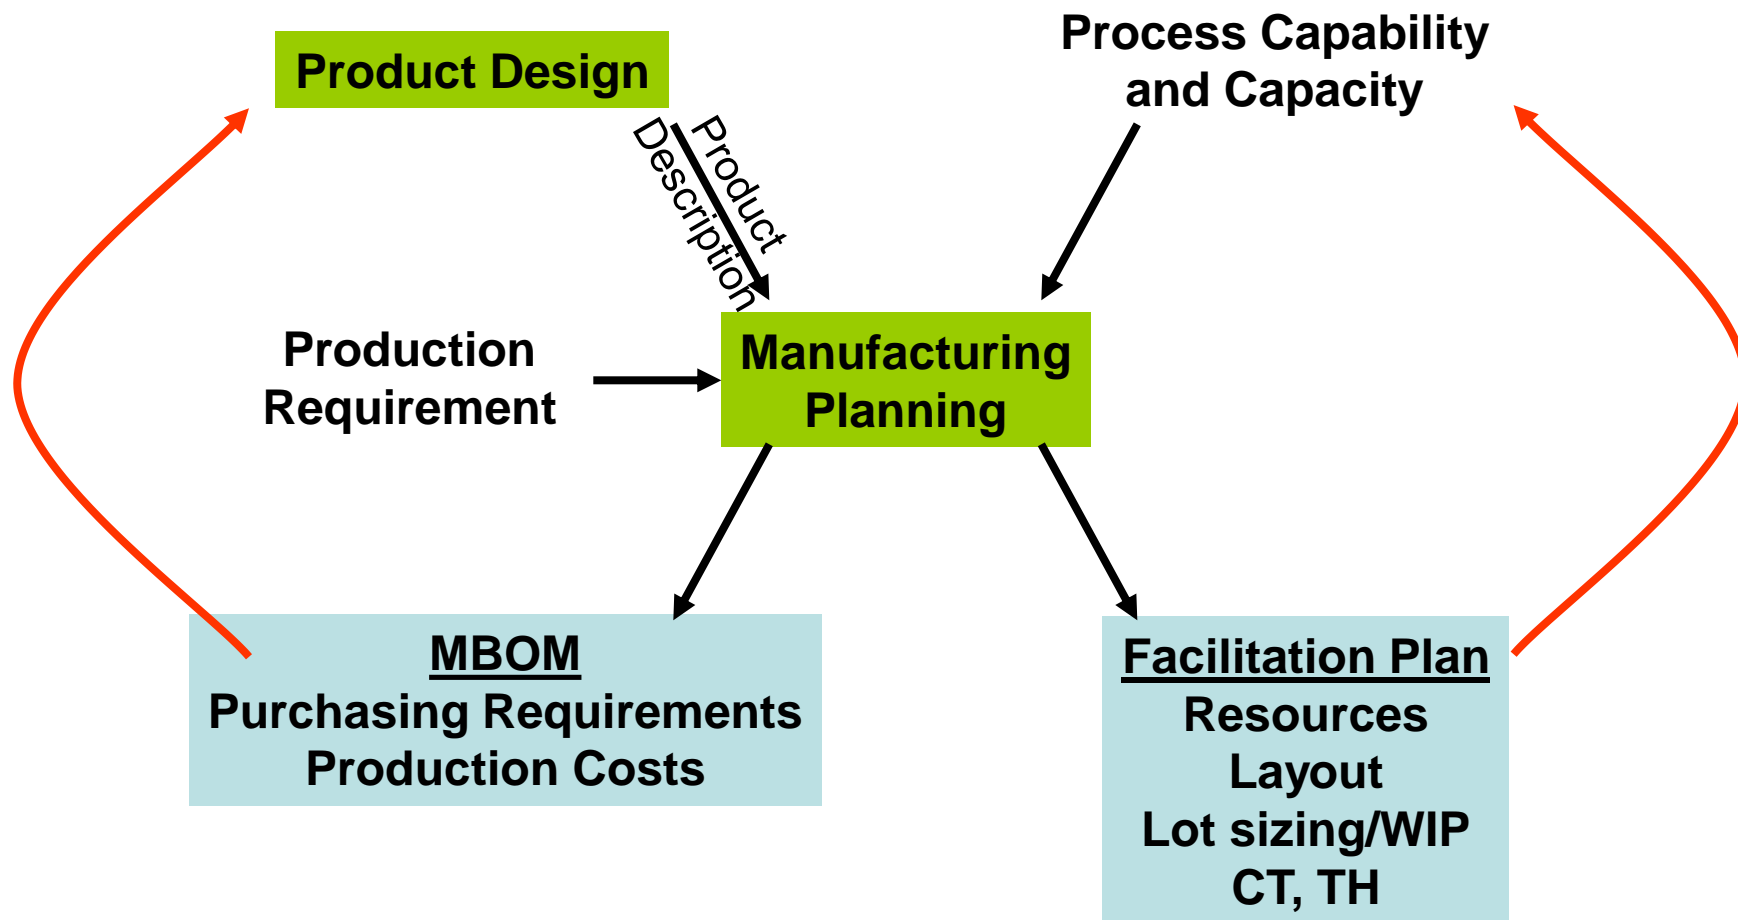 Product Design
Process Capability
and Capacity
Product
Description
Production
Requirement
Manufacturing
Planning
MBOM
Purchasing Requirements
Production Costs
Facilitation Plan
Resources
Layout
Lot sizing/WIP
CT, TH